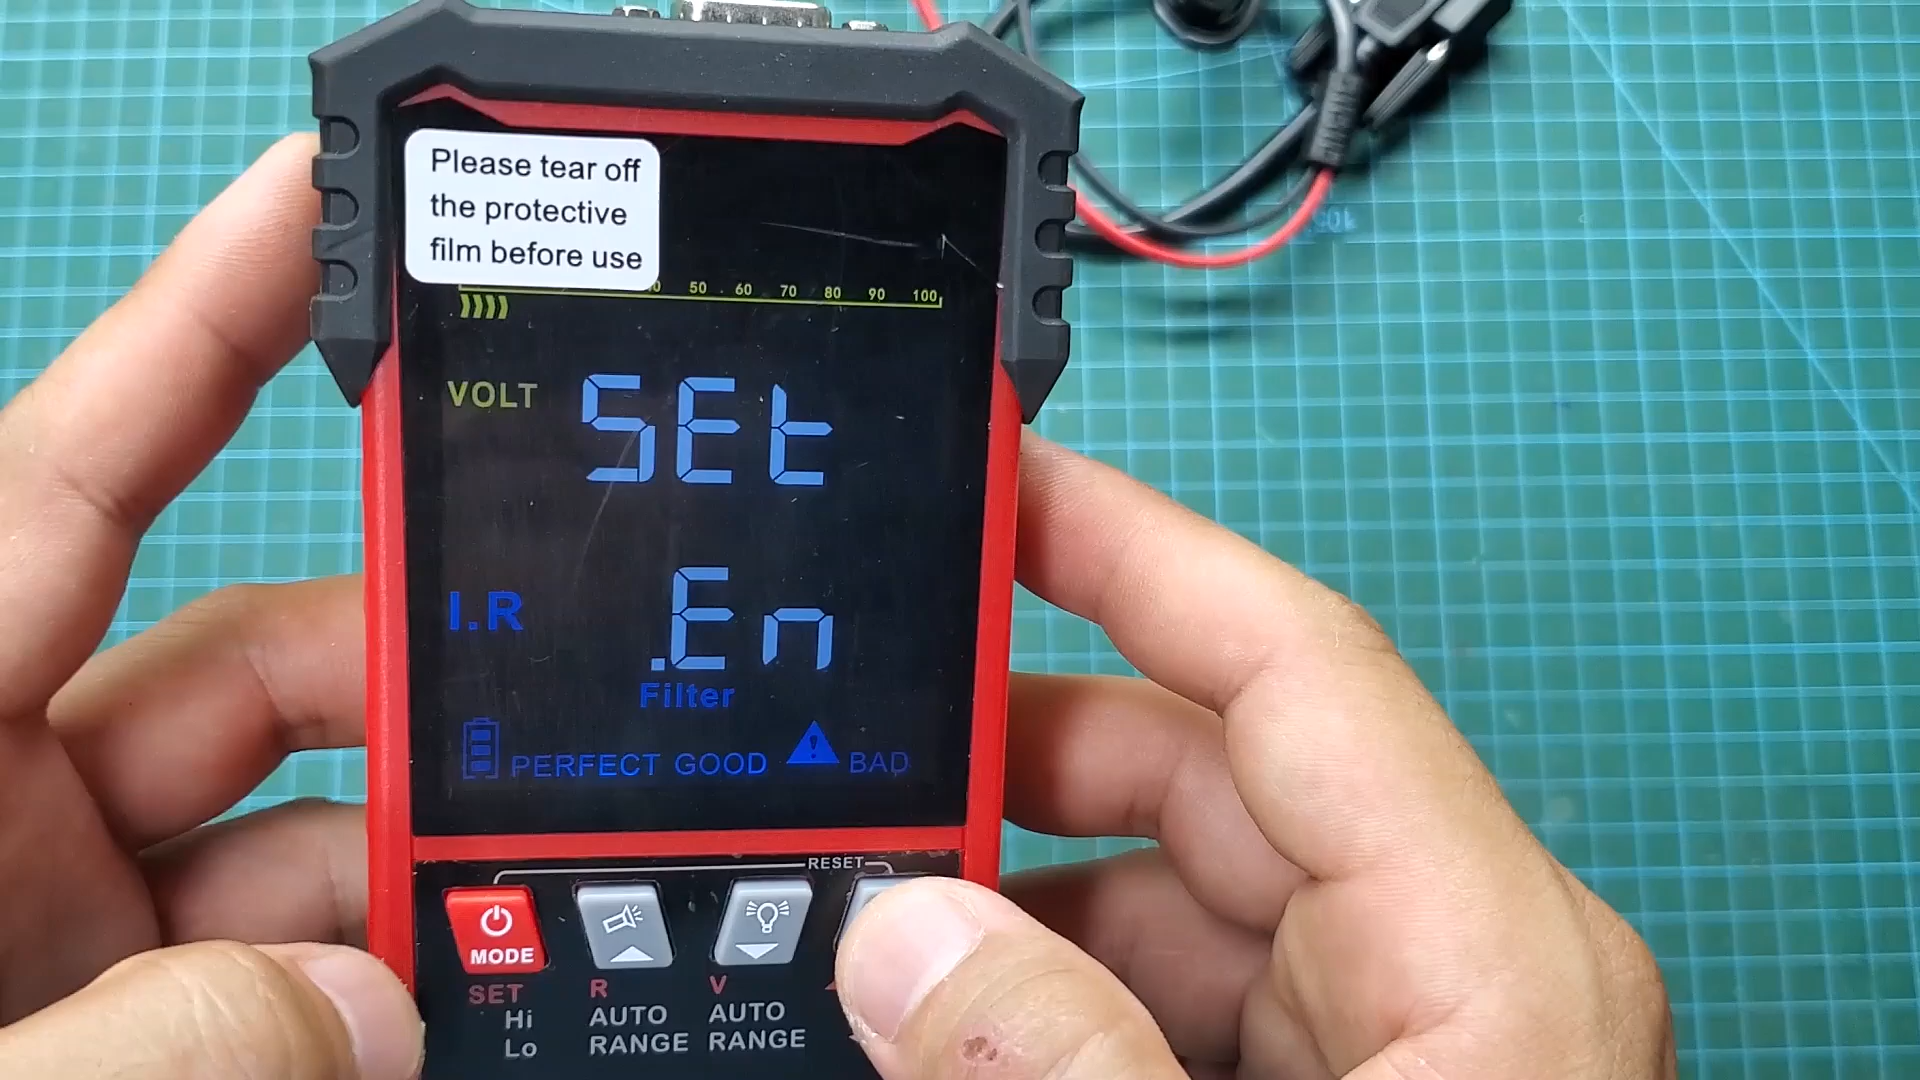 Please tear off
the protective
film before use
50 60 70 80 90 100
VOLT SEt
I.R .En
Filter
PERFECT GOOD BAD
RESET
MODE
SET R V
Hi AUTO AUTO
Lo RANGE RANGE